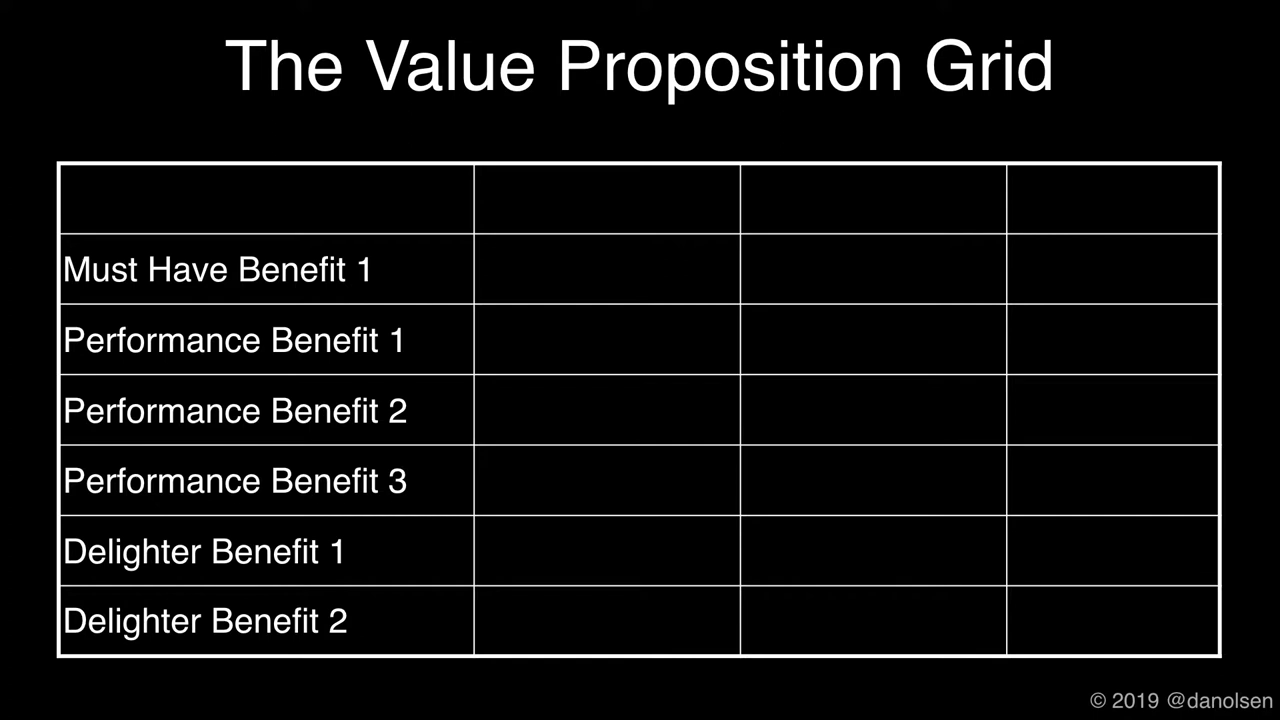 The Value Proposition Grid
Must Have Benefit 1
Performance Benefit 1
Performance Benefit 2
Performance Benefit 3
Delighter Benefit 1
Delighter Benefit 2
© 2019 @danolsen